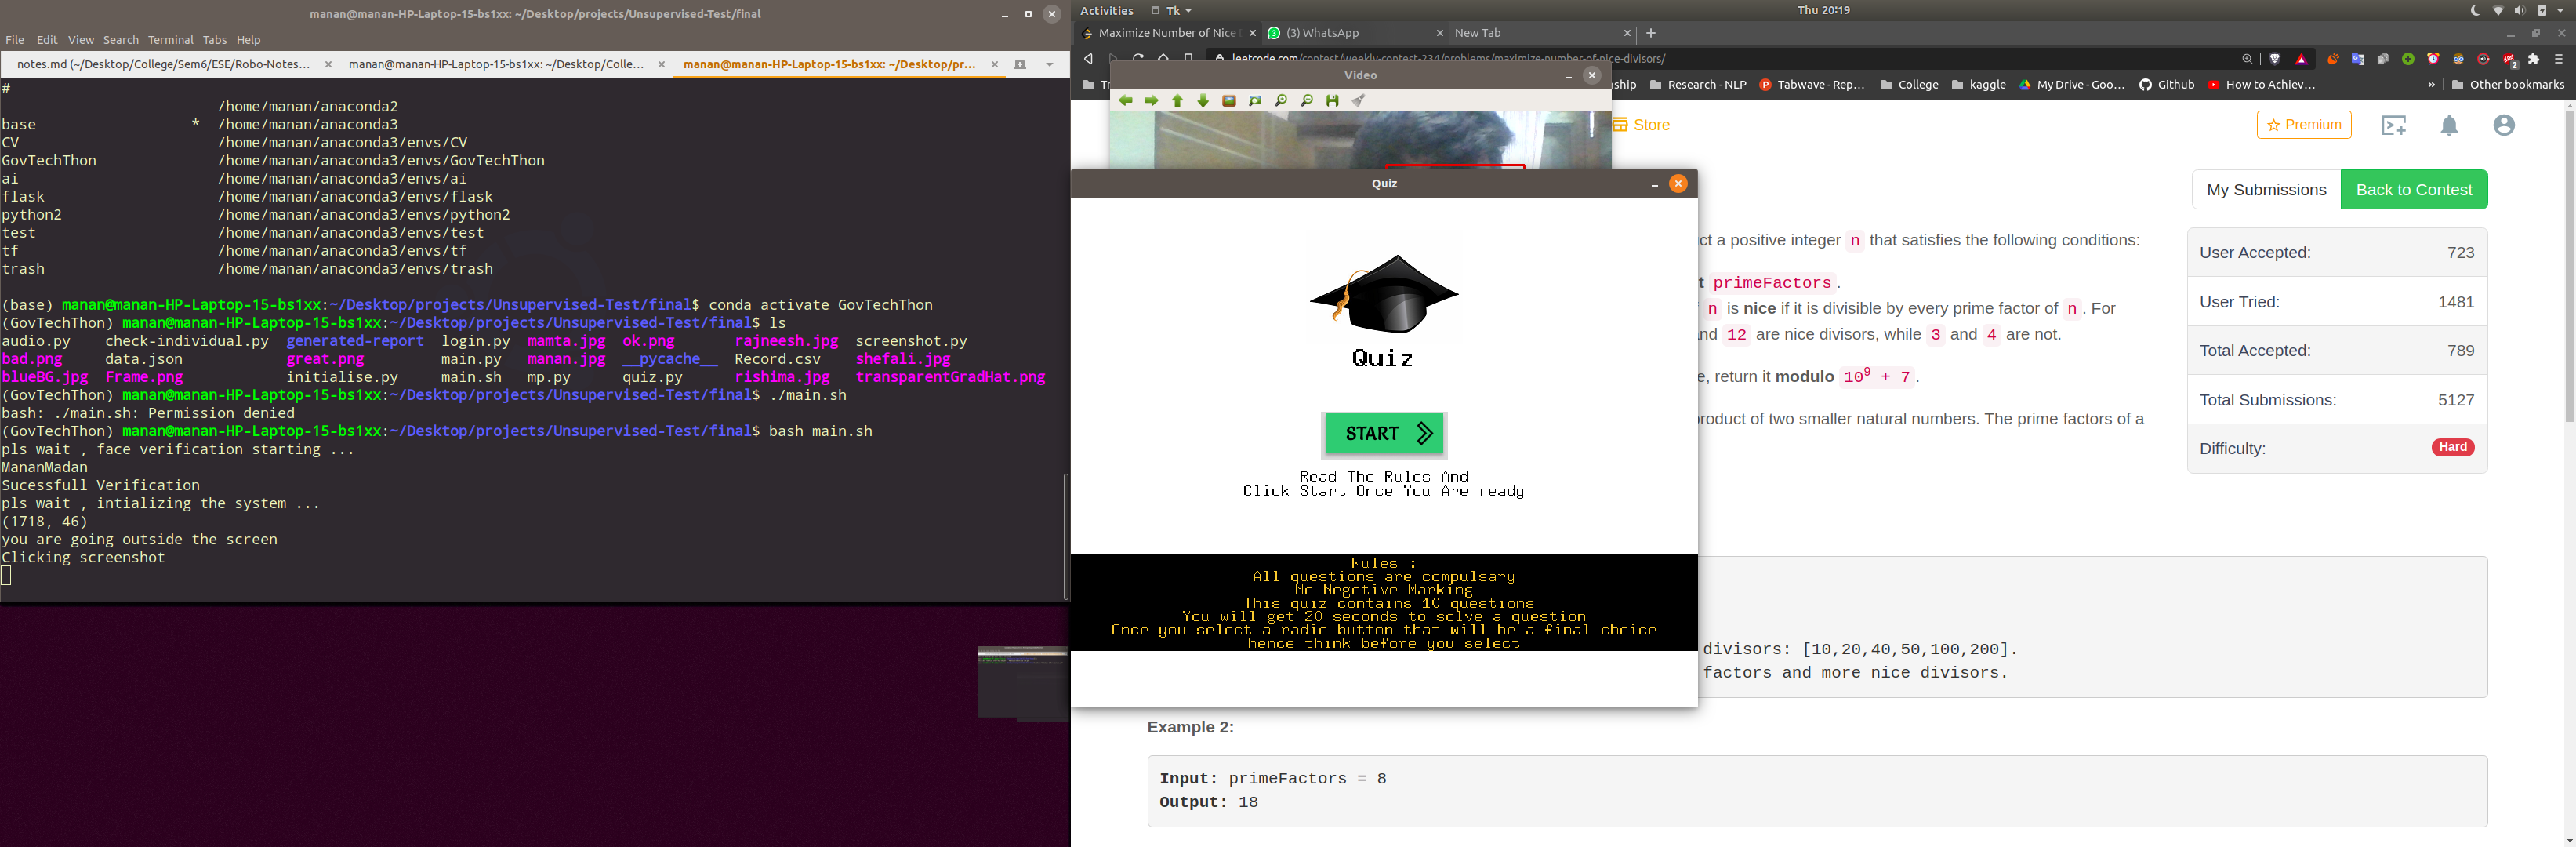 manan@manan-HP-Laptop-15-bs1xx: ~/Desktop/projects/Unsupervised-Test/final
File Edit View Search Terminal Tabs Help
notes.md (~/Desktop/College/Sem6/ESE/Robo-Notes... × manan@manan-HP-Laptop-15-bs1xx: ~/Desktop/Colle... × manan@manan-HP-Laptop-15-bs1xx: ~/Desktop/pr... ×
#
/home/manan/anaconda2
base * /home/manan/anaconda3
CV /home/manan/anaconda3/envs/CV
GovTechThon /home/manan/anaconda3/envs/GovTechThon
ai /home/manan/anaconda3/envs/ai
flask /home/manan/anaconda3/envs/flask
python2 /home/manan/anaconda3/envs/python2
test /home/manan/anaconda3/envs/test
tf /home/manan/anaconda3/envs/tf
trash /home/manan/anaconda3/envs/trash
(base) manan@manan-HP-Laptop-15-bs1xx:~/Desktop/projects/Unsupervised-Test/final$ conda activate GovTechThon
(GovTechThon) manan@manan-HP-Laptop-15-bs1xx:~/Desktop/projects/Unsupervised-Test/final$ ls
audio.py check-individual.py generated-report login.py mamta.jpg ok.png rajneesh.jpg screenshot.py
bad.png data.json great.png main.py manan.jpg __pycache__ Record.csv shefali.jpg
blueBG.jpg Frame.png initialise.py main.sh mp.py quiz.py rishima.jpg transparentGradHat.png
(GovTechThon) manan@manan-HP-Laptop-15-bs1xx:~/Desktop/projects/Unsupervised-Test/final$ ./main.sh
bash: ./main.sh: Permission denied
(GovTechThon) manan@manan-HP-Laptop-15-bs1xx:~/Desktop/projects/Unsupervised-Test/final$ bash main.sh
pls wait , face verification starting ...
MananMadan
Sucessfull Verification
pls wait , intializing the system ...
(1718, 46)
you are going outside the screen
Clicking screenshot
Activities Tk Thu 20:19
Maximize Number of Nice × (3) WhatsApp × New Tab × +
leetcode.com/contest/weekly-contest-234/problems/maximize-number-of-nice-divisors/
Research - NLP Tabwave - Rep... College kaggle My Drive - Goo... Github How to Achiev... » Other bookmarks
Video
Store Premium
Quiz
My Submissions Back to Contest
ct a positive integer n that satisfies the following conditions:
t primeFactors.
n is nice if it is divisible by every prime factor of n. For
nd 12 are nice divisors, while 3 and 4 are not.
e, return it modulo 10⁹ + 7.
roduct of two smaller natural numbers. The prime factors of a
User Accepted: 723
User Tried: 1481
Total Accepted: 789
Total Submissions: 5127
Difficulty: Hard
Quiz
START
Read The Rules And
Click Start Once You Are ready
Rules :
All questions are compulsary
No Negetive Marking
This quiz contains 10 questions
You will get 20 seconds to solve a question
Once you select a radio button that will be a final choice
hence think before you select
divisors: [10,20,40,50,100,200].
factors and more nice divisors.
Example 2:
Input: primeFactors = 8
Output: 18